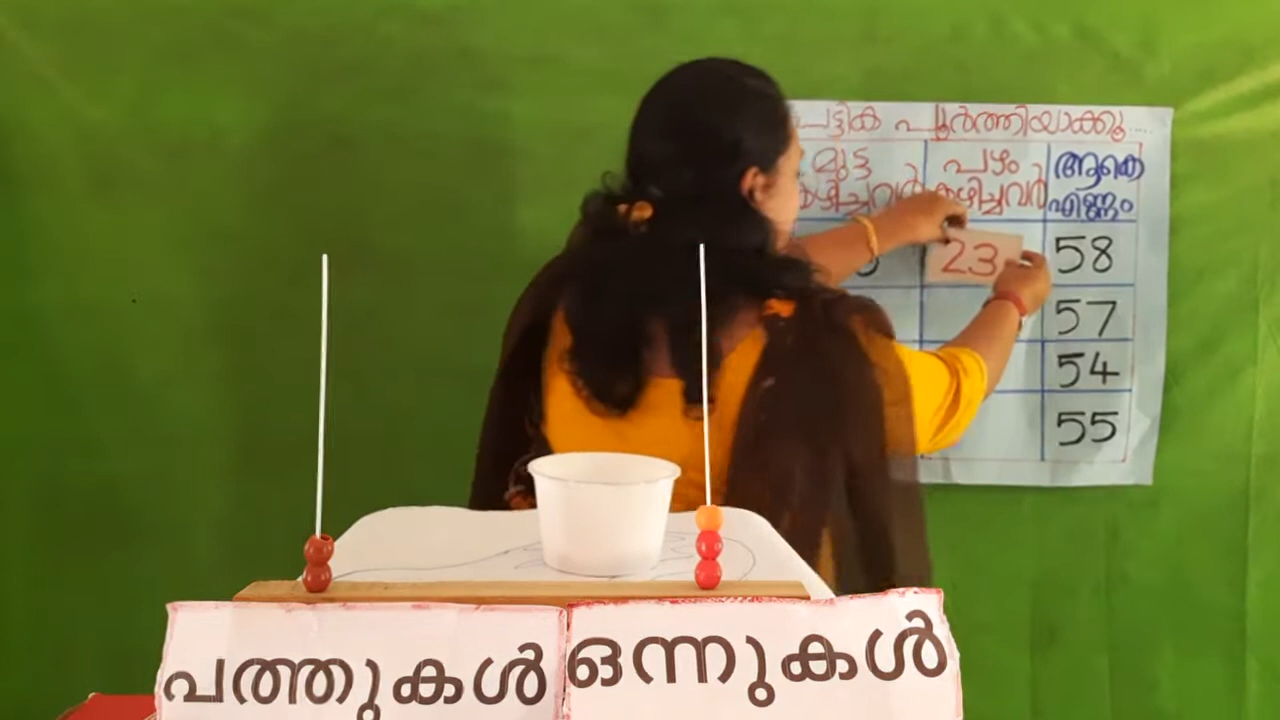 പട്ടിക പൂർത്തിയാക്കൂ.....
മുട്ട പഴം ആകെ
കഴിച്ചവർ കഴിച്ചവർ എണ്ണം
23 58
57
54
55
പത്തുകൾ ഒന്നുകൾ